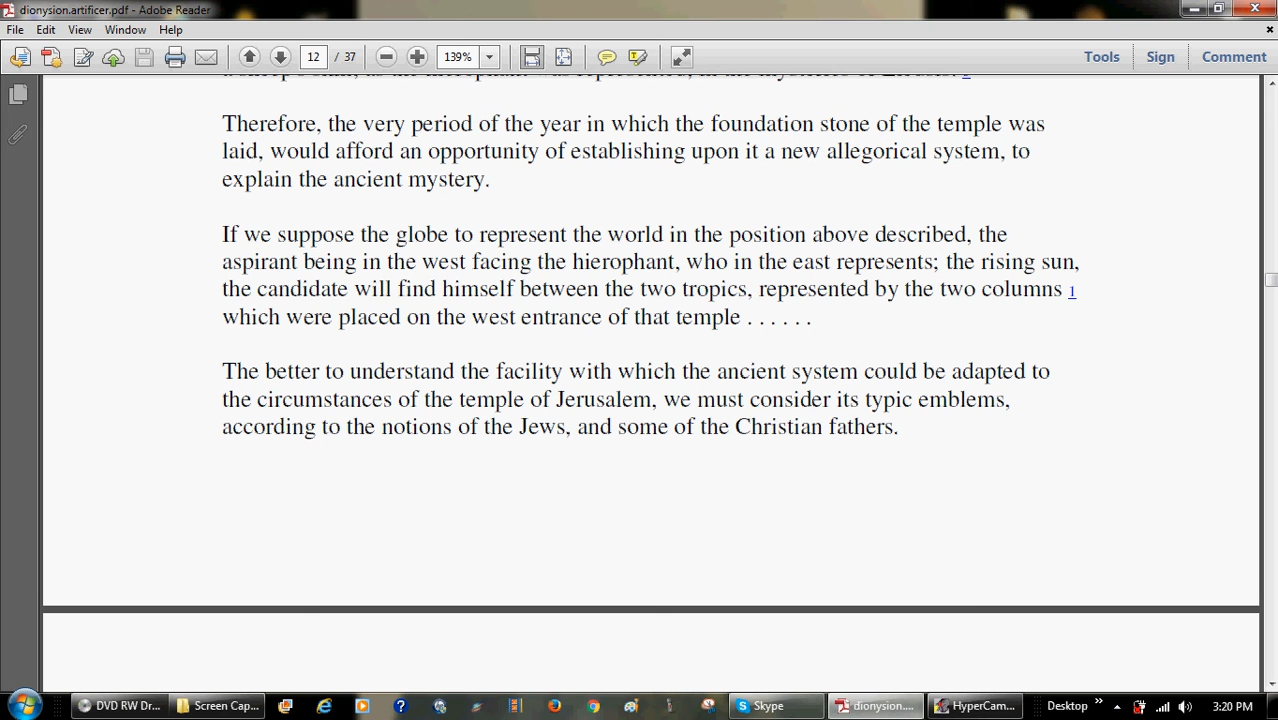 dionysion.artificer.pdf - Adobe Reader
File Edit View Window Help
12 / 37 139% Tools Sign Comment
Therefore, the very period of the year in which the foundation stone of the temple was
laid, would afford an opportunity of establishing upon it a new allegorical system, to
explain the ancient mystery.
If we suppose the globe to represent the world in the position above described, the
aspirant being in the west facing the hierophant, who in the east represents; the rising sun,
the candidate will find himself between the two tropics, represented by the two columns 1
which were placed on the west entrance of that temple . . . . . .
The better to understand the facility with which the ancient system could be adapted to
the circumstances of the temple of Jerusalem, we must consider its typic emblems,
according to the notions of the Jews, and some of the Christian fathers.
DVD RW Dr... Screen Cap... Skype dionysion.... HyperCam... Desktop 3:20 PM